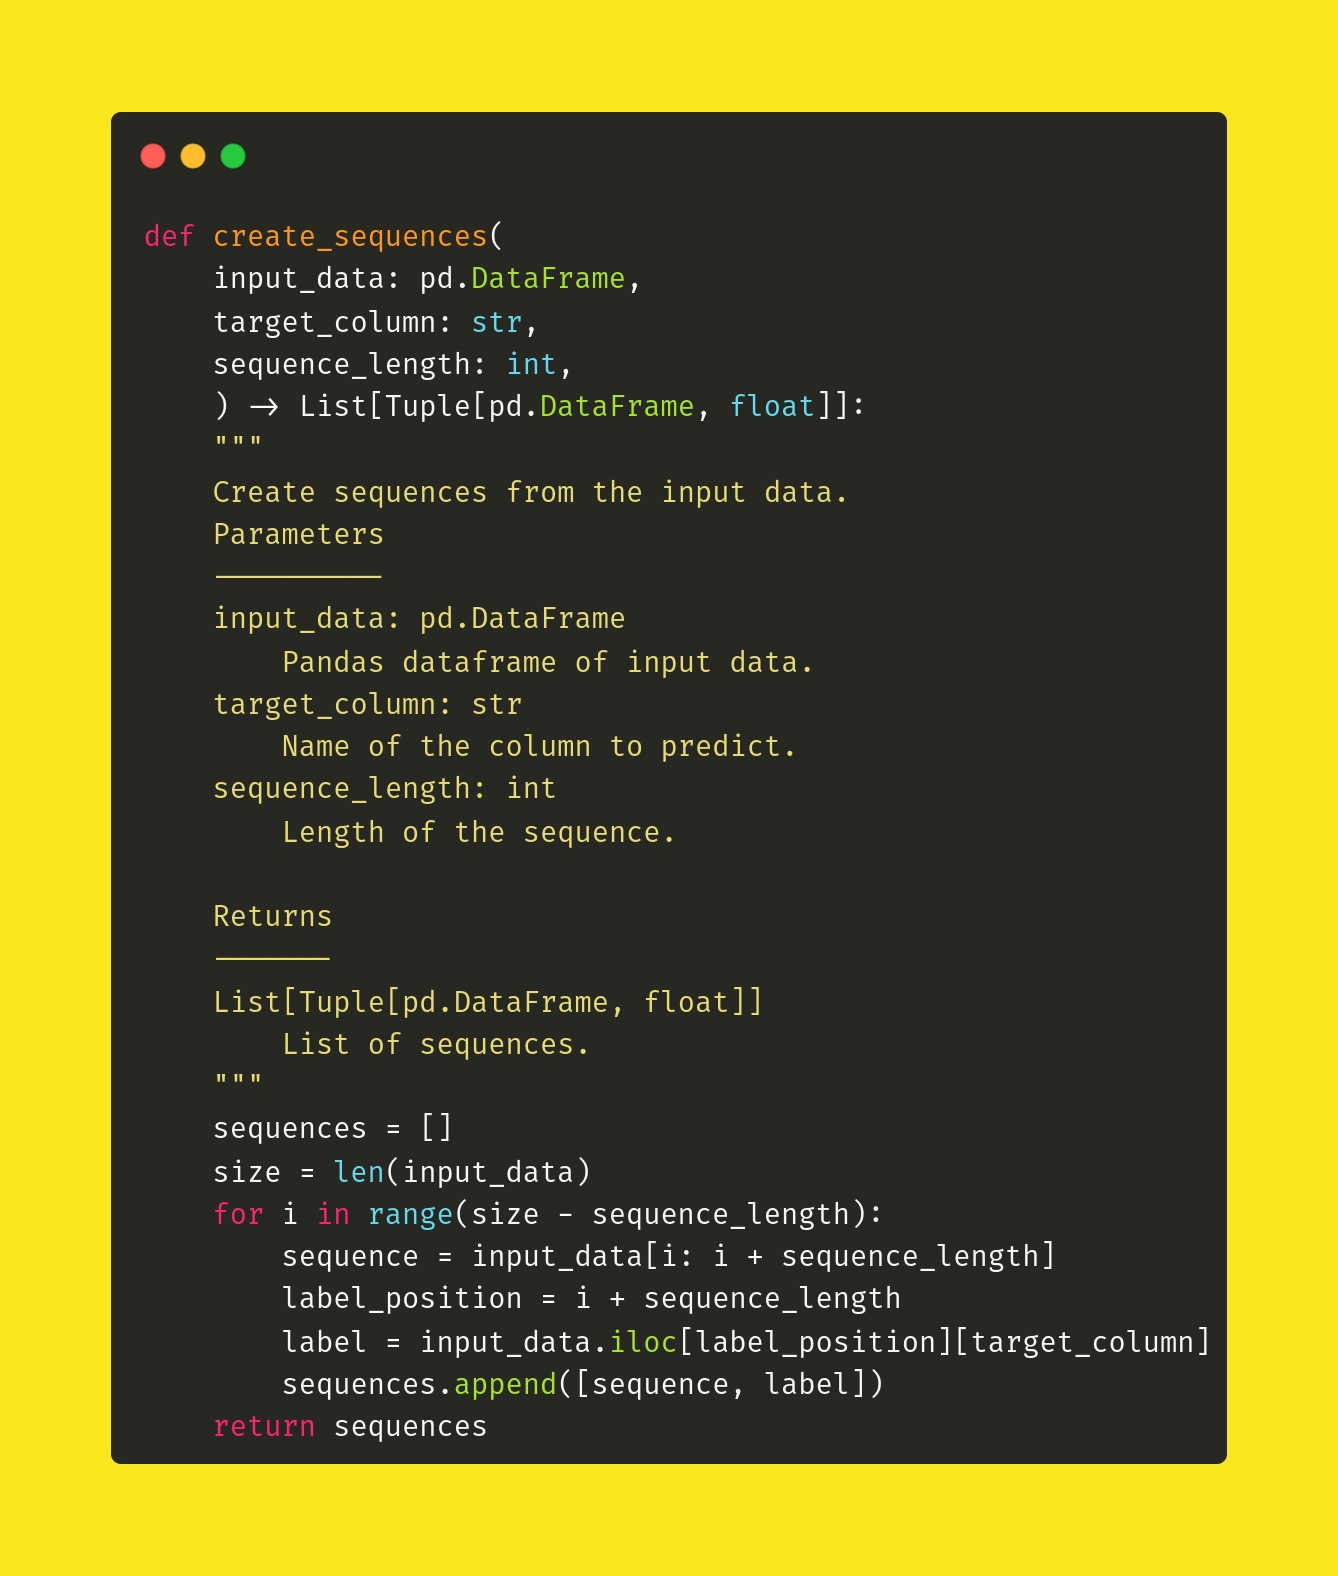 def create_sequences(
    input_data: pd.DataFrame,
    target_column: str,
    sequence_length: int,
    ) -> List[Tuple[pd.DataFrame, float]]:
    """
    Create sequences from the input data.
    Parameters
    ----------
    input_data: pd.DataFrame
        Pandas dataframe of input data.
    target_column: str
        Name of the column to predict.
    sequence_length: int
        Length of the sequence.

    Returns
    -------
    List[Tuple[pd.DataFrame, float]]
        List of sequences.
    """
    sequences = []
    size = len(input_data)
    for i in range(size - sequence_length):
        sequence = input_data[i: i + sequence_length]
        label_position = i + sequence_length
        label = input_data.iloc[label_position][target_column]
        sequences.append([sequence, label])
    return sequences